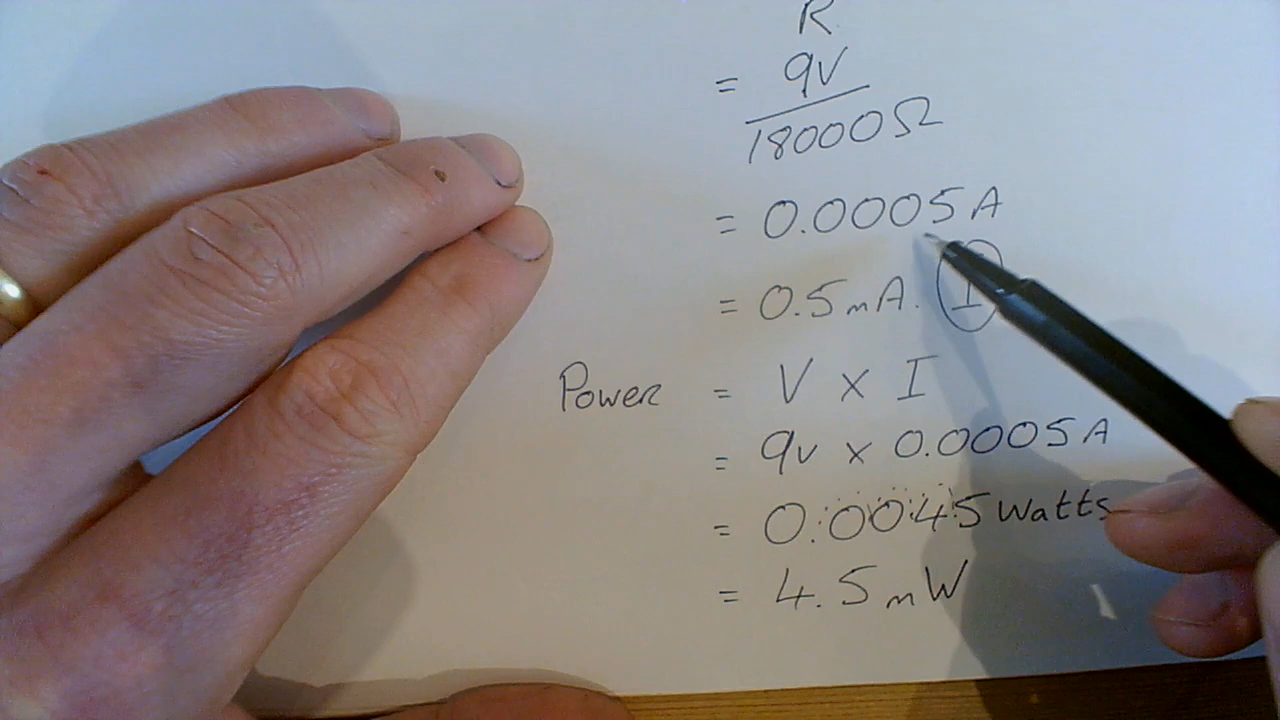 R
= 9V
18000Ω
= 0.0005A
= 0.5mA. I
Power = V x I
= 9v x 0.0005A
= 0.0045 Watts
= 4.5mW